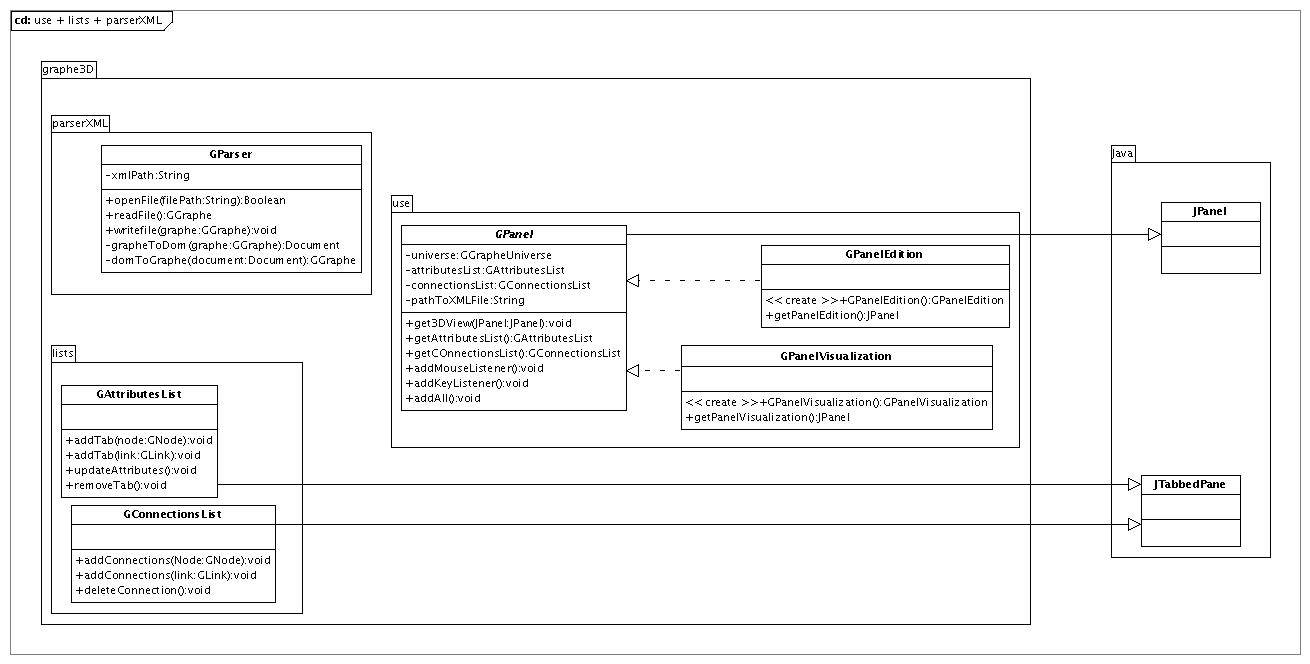 cd: use + lists + parserXML
graphe3D
parserXML
GParser
-xmlPath:String
+openFile(filePath:String):Boolean
+readFile():GGraphe
+writefile(graphe:GGraphe):void
-grapheToDom(graphe:GGraphe):Document
-domToGraphe(document:Document):GGraphe
use
GPanel
-universe:GGrapheUniverse
-attributesList:GAttributesList
-connectionsList:GConnectionsList
-pathToXMLFile:String
+get3DView(JPanel:JPanel):void
+getAttributesList():GAttributesList
+getCOnnectionsList():GConnectionsList
+addMouseListener():void
+addKeyListener():void
+addAll():void
GPanelEdition
<< create >>+GPanelEdition():GPanelEdition
+getPanelEdition():JPanel
GPanelVisualization
<< create >>+GPanelVisualization():GPanelVisualization
+getPanelVisualization():JPanel
lists
GAttributesList
+addTab(node:GNode):void
+addTab(link:GLink):void
+updateAttributes():void
+removeTab():void
GConnectionsList
+addConnections(Node:GNode):void
+addConnections(link:GLink):void
+deleteConnection():void
Java
JPanel
JTabbedPane